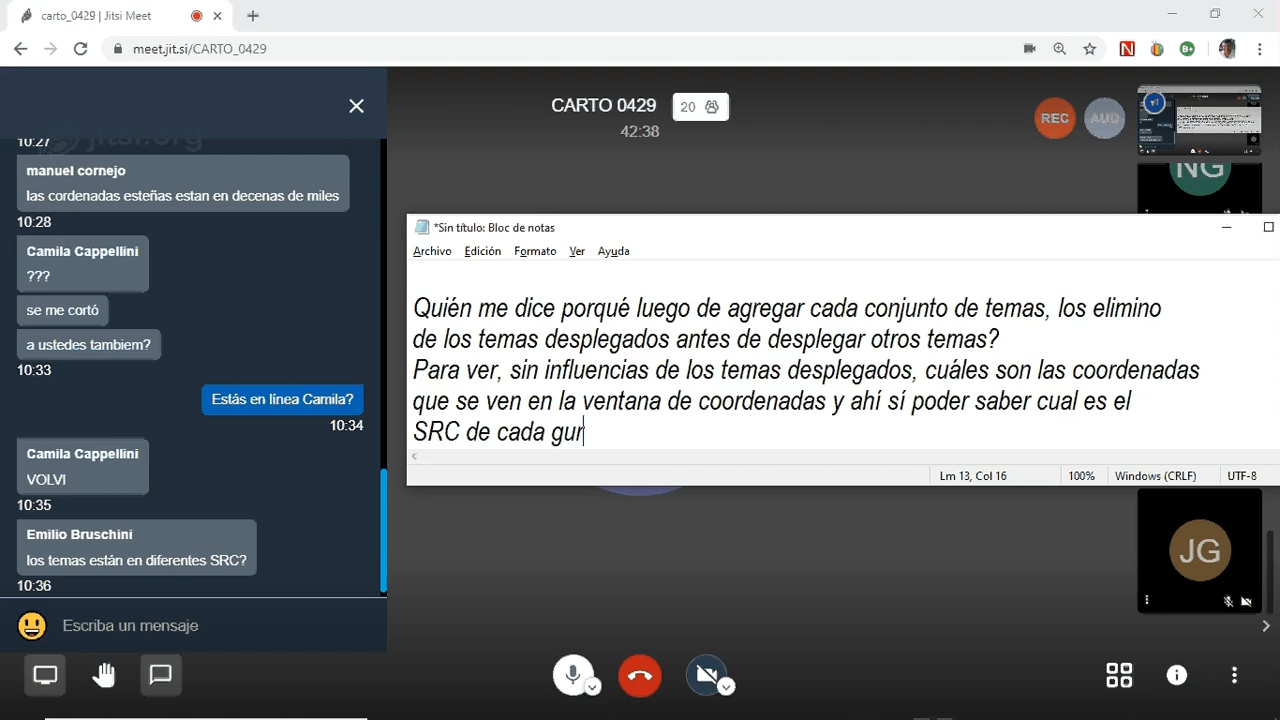 carto_0429 | Jitsi Meet
meet.jit.si/CARTO_0429
jitsi.org
10:27
manuel cornejo
las cordenadas esteñas estan en decenas de miles
10:28
Camila Cappellini
???
se me cortó
a ustedes tambiem?
10:33
Estás en línea Camila?
10:34
Camila Cappellini
VOLVI
10:35
Emilio Bruschini
los temas están en diferentes SRC?
10:36
Escriba un mensaje
CARTO 0429
20
42:38
REC
AUD
NG
*Sin título: Bloc de notas
Archivo Edición Formato Ver Ayuda
Quién me dice porqué luego de agregar cada conjunto de temas, los elimino
de los temas desplegados antes de desplegar otros temas?
Para ver, sin influencias de los temas desplegados, cuáles son las coordenadas
que se ven en la ventana de coordenadas y ahí sí poder saber cual es el
SRC de cada gur
Lm 13, Col 16
100%
Windows (CRLF)
UTF-8
JG